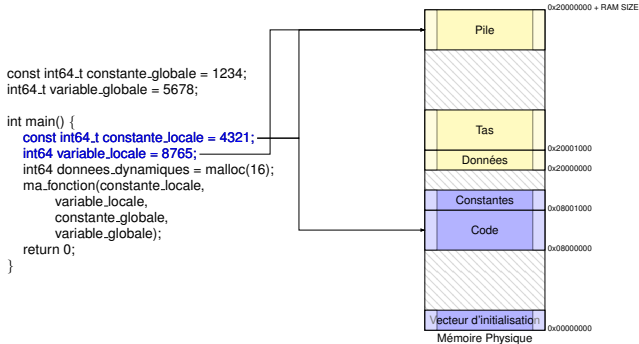 const int64_t constante_globale = 1234;
int64_t variable_globale = 5678;
int main() {
const int64_t constante_locale = 4321;
int64 variable_locale = 8765;
int64 donnees_dynamiques = malloc(16);
ma_fonction(constante_locale,
variable_locale,
constante_globale,
variable_globale);
return 0;
}
0x20000000 + RAM SIZE
Pile
Tas
0x20001000
Données
0x20000000
Constantes
0x08001000
Code
0x08000000
Vecteur d'initialisation
0x00000000
Mémoire Physique